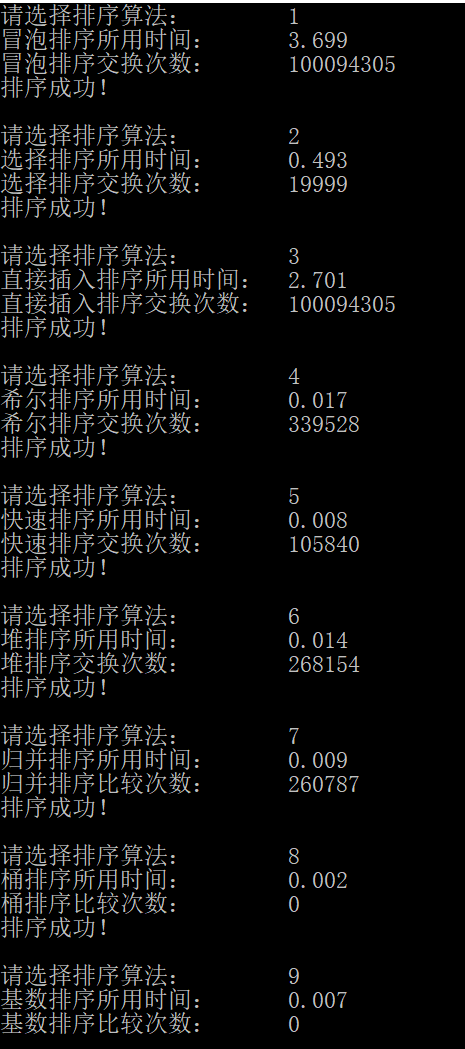 请选择排序算法： 1
冒泡排序所用时间： 3.699
冒泡排序交换次数： 100094305
排序成功！
请选择排序算法： 2
选择排序所用时间： 0.493
选择排序交换次数： 19999
排序成功！
请选择排序算法： 3
直接插入排序所用时间： 2.701
直接插入排序交换次数： 100094305
排序成功！
请选择排序算法： 4
希尔排序所用时间： 0.017
希尔排序交换次数： 339528
排序成功！
请选择排序算法： 5
快速排序所用时间： 0.008
快速排序交换次数： 105840
排序成功！
请选择排序算法： 6
堆排序所用时间： 0.014
堆排序交换次数： 268154
排序成功！
请选择排序算法： 7
归并排序所用时间： 0.009
归并排序比较次数： 260787
排序成功！
请选择排序算法： 8
桶排序所用时间： 0.002
桶排序比较次数： 0
排序成功！
请选择排序算法： 9
基数排序所用时间： 0.007
基数排序比较次数： 0